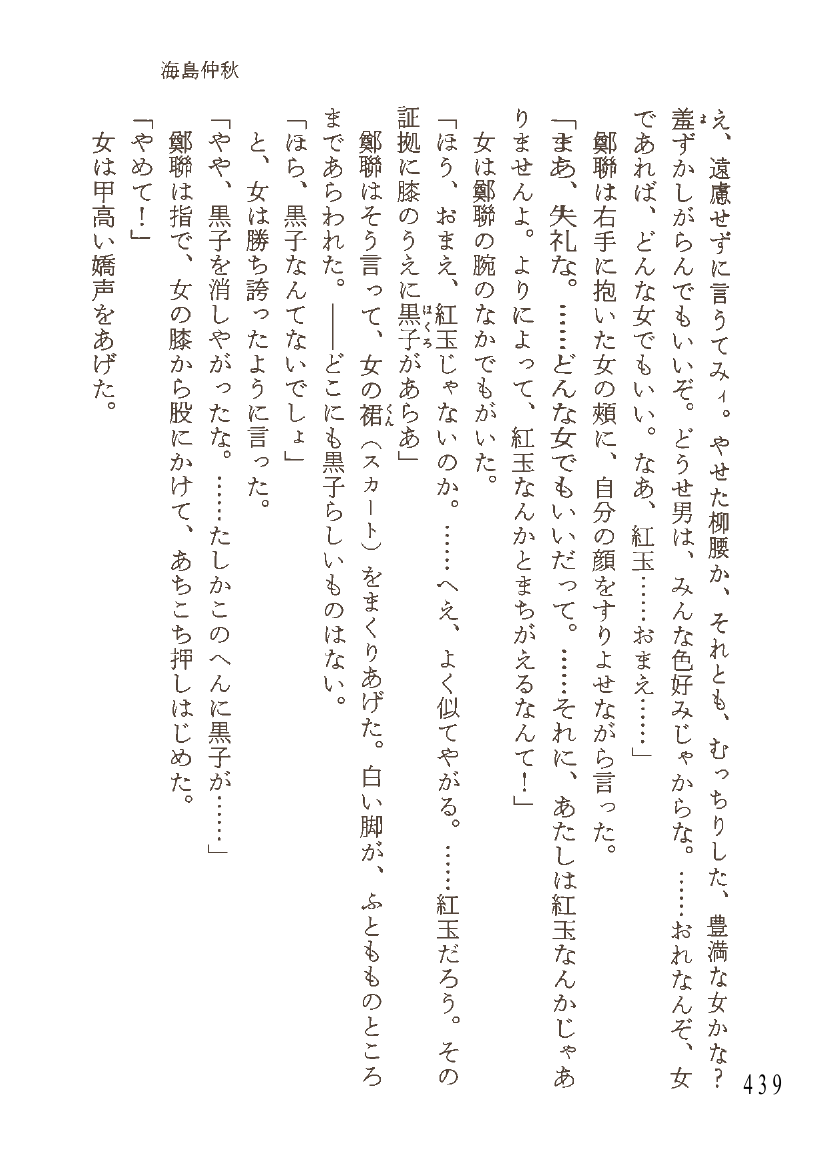 海島仲秋
え、遠慮せずに言うてみィ。やせた柳腰か、それとも、むっちりした、豊満な女かな?
羞ずかしがらんでもいいぞ。どうせ男は、みんな色好みじゃからな。……おれなんぞ、女
であれば、どんな女でもいい。なあ、紅玉……おまえ……」
鄭聯は右手に抱いた女の頰に、自分の顔をすりよせながら言った。
「まあ、失礼な。……どんな女でもいいだって。……それに、あたしは紅玉なんかじゃあ
りませんよ。よりによって、紅玉なんかとまちがえるなんて!」
女は鄭聯の腕のなかでもがいた。
「ほう、おまえ、紅玉じゃないのか。……へえ、よく似てやがる。……紅玉だろう。その
証拠に膝のうえに黒子があらあ」
鄭聯はそう言って、女の裙(スカート)をまくりあげた。白い脚が、ふとももところ
まであらわれた。——どこにも黒子らしいものはない。
「ほら、黒子なんてないでしょ」
と、女は勝ち誇ったように言った。
「やや、黒子を消しやがったな。……たしかこのへんに黒子が……」
鄭聯は指で、女の膝から股にかけて、あちこち押しはじめた。
「やめて!」
女は甲高い嬌声をあげた。
439